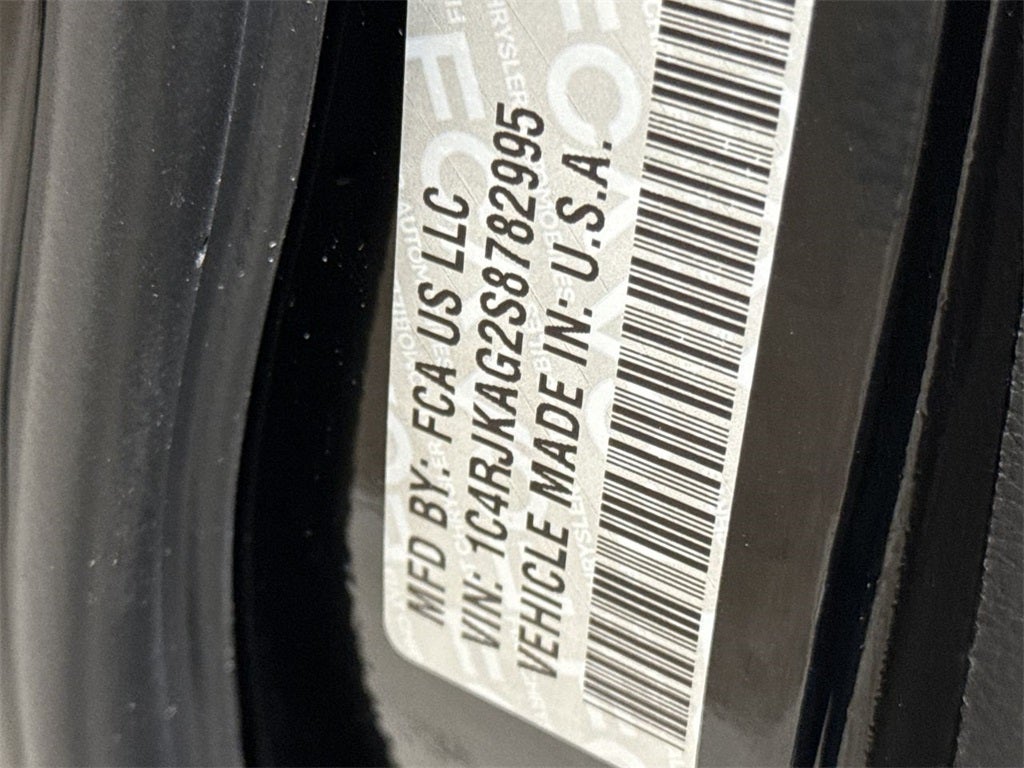 MFD BY: FCA US LLC
VIN: 1C4RJKAG2S8782995
VEHICLE MADE IN: U.S.A.